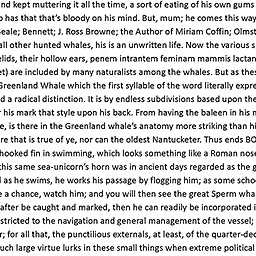 nd kept muttering it all the time, a sort of eating of his own gums
p has that that's bloody on his mind. But, mum; he comes this way
Beale; Bennett; J. Ross Browne; the Author of Miriam Coffin; Olmst
all other hunted whales, his is an unwritten life. Now the various s
elids, their hollow ears, penem intrantem feminam mammis lactan
et) are included by many naturalists among the whales. But as thes
Greenland Whale which the first syllable of the word literally expre
d a radical distinction. It is by endless subdivisions based upon the
r his mark that style upon his back. From having the baleen in his m
e, is there in the Greenland whale's anatomy more striking than hi
re that is true of ye, nor can the oldest Nantucketer. Thus ends BO
hooked fin in swimming, which looks something like a Roman nose
this same sea-unicorn's horn was in ancient days regarded as the g
d as he swims, he works his passage by flogging him; as some schoo
e a chance, watch him; and you will then see the great Sperm wha
after be caught and marked, then he can readily be incorporated i
stricted to the navigation and general management of the vessel;
r; for all that, the punctilious externals, at least, of the quarter-dec
uch large virtue lurks in these small things when extreme political